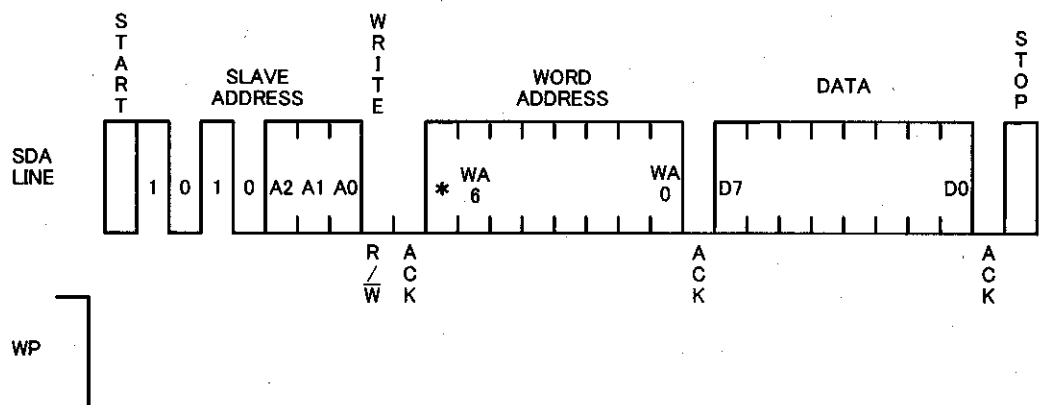 START
WRITE
STOP
SLAVE
ADDRESS
WORD
ADDRESS
DATA
SDA
LINE
1 0 1 0 A2 A1 A0 * WA
6 WA
0 D7 D0
R/W
ACK
ACK
ACK
WP